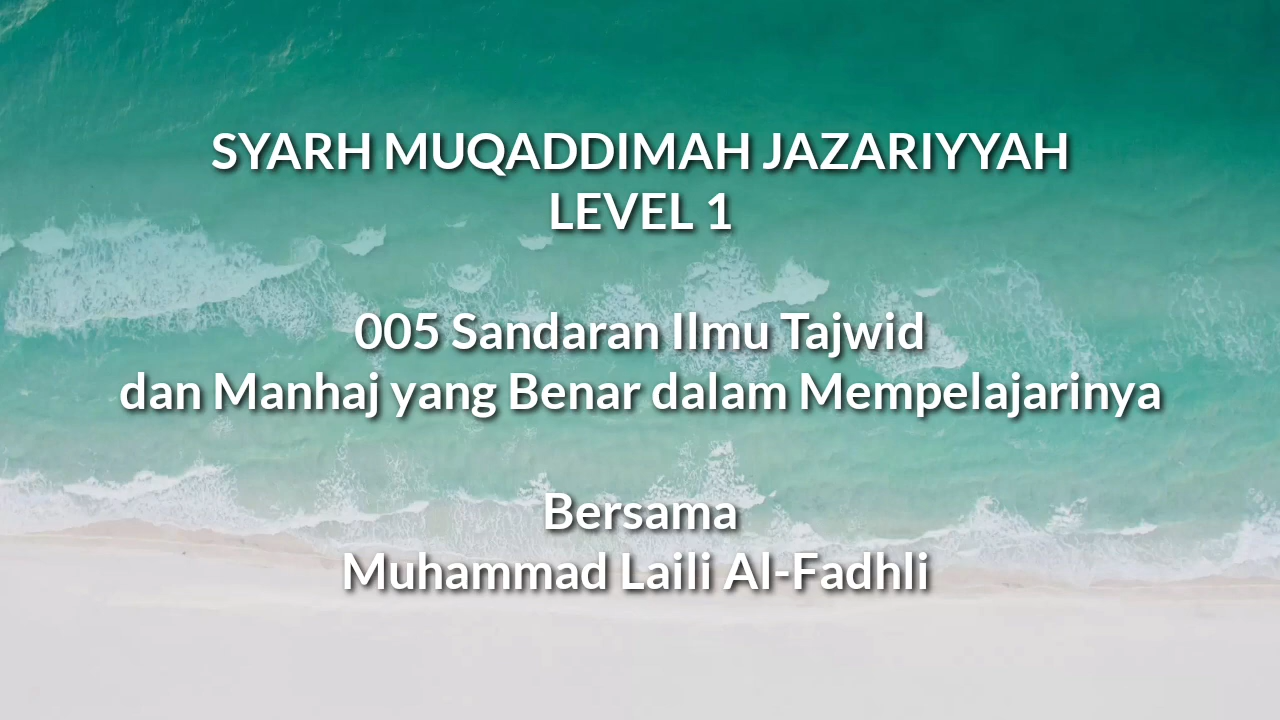 SYARH MUQADDIMAH JAZARIYYAH
LEVEL 1
005 Sandaran Ilmu Tajwid
dan Manhaj yang Benar dalam Mempelajarinya
Bersama
Muhammad Laili Al-Fadhli